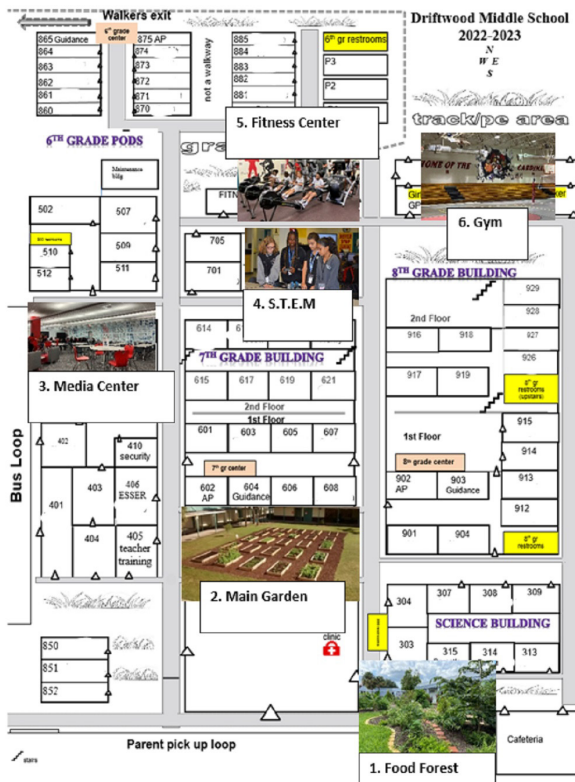 Walkers exit
Driftwood Middle School
2022-2023
N
W E
S
865 Guidance
864
863
862
861
860
6th grade
center
875 AP
874
873
872
871
870
not a walkway
885
884
883
882
881
6th gr restrooms
P3
P2
track/pe area
5. Fitness Center
6TH GRADE PODS
Maintenance
bldg
FITN
6. Gym
502
507
510
509
512
511
705
701
4. S.T.E.M
8TH GRADE BUILDING
929
2nd Floor
928
916
918
927
926
917
919
8th gr
restrooms
(upstairs)
3. Media Center
614
7TH GRADE BUILDING
615
617
619
621
2nd Floor
1st Floor
601
603
605
607
7th gr center
602
AP
604
Guidance
606
608
1st Floor
915
914
8th grade center
902
AP
903
Guidance
913
912
901
904
8th gr
restrooms
Bus Loop
402
410
security
401
403
406
ESSER
404
405
teacher
training
2. Main Garden
clinic
304
307
308
309
SCIENCE BUILDING
303
315
314
313
850
851
852
1. Food Forest
Cafeteria
Parent pick up loop
stairs